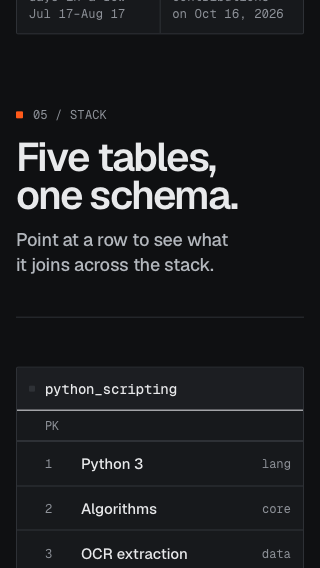 Jul 17–Aug 17
on Oct 16, 2026
05 / STACK
Five tables,
one schema.
Point at a row to see what
it joins across the stack.
python_scripting
PK
1 Python 3 lang
2 Algorithms core
3 OCR extraction data